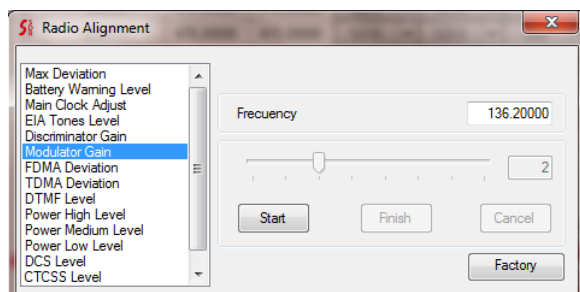 Radio Alignment
Max Deviation
Battery Warning Level
Main Clock Adjust
EIA Tones Level
Discriminator Gain
Modulator Gain
FDMA Deviation
TDMA Deviation
DTMF Level
Power High Level
Power Medium Level
Power Low Level
DCS Level
CTCSS Level
Frecuency 136.20000
2
Start Finish Cancel
Factory